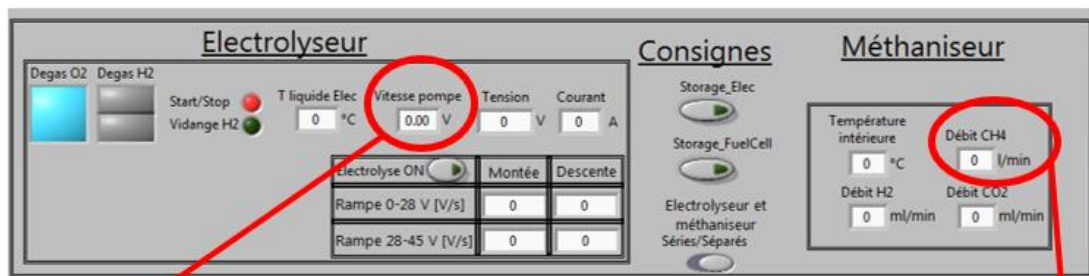 Electrolyseur
Degas O2 Degas H2
Start/Stop
Vidange H2
T liquide Elec
0 °C
Vitesse pompe
0.00 V
Tension
0 V
Courant
0 A
Electrolyse ON Montée Descente
Rampe 0-28 V [V/s] 0 0
Rampe 28-45 V [V/s] 0 0
Consignes
Storage_Elec
Storage_FuelCell
Electrolyseur et
méthaniseur
Séries/Séparés
Méthaniseur
Température
intérieure
0 °C
Débit CH4
0 l/min
Débit H2
0 ml/min
Débit CO2
0 ml/min